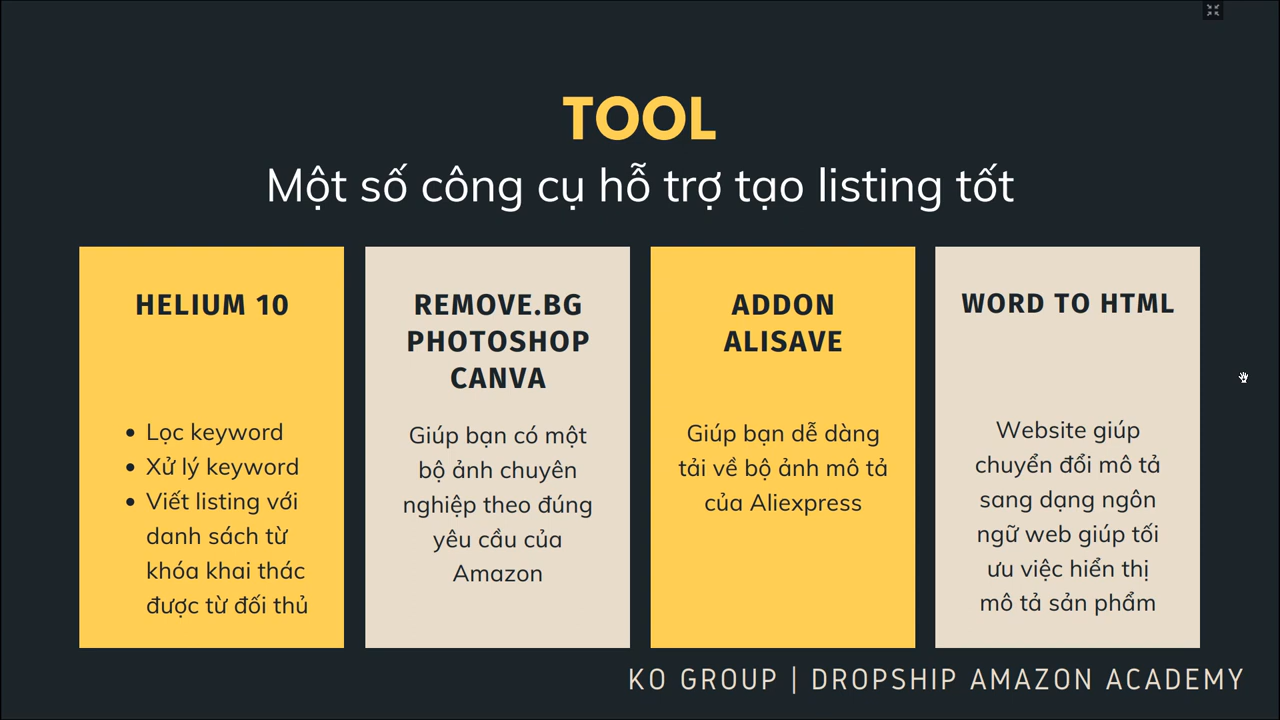 TOOL
Một số công cụ hỗ trợ tạo listing tốt
HELIUM 10
Lọc keyword
Xử lý keyword
Viết listing với
danh sách từ
khóa khai thác
được từ đối thủ
REMOVE.BG
PHOTOSHOP
CANVA
Giúp bạn có một
bộ ảnh chuyên
nghiệp theo đúng
yêu cầu của
Amazon
ADDON
ALISAVE
Giúp bạn dễ dàng
tải về bộ ảnh mô tả
của Aliexpress
WORD TO HTML
Website giúp
chuyển đổi mô tả
sang dạng ngôn
ngữ web giúp tối
ưu việc hiển thị
mô tả sản phẩm
KO GROUP | DROPSHIP AMAZON ACADEMY